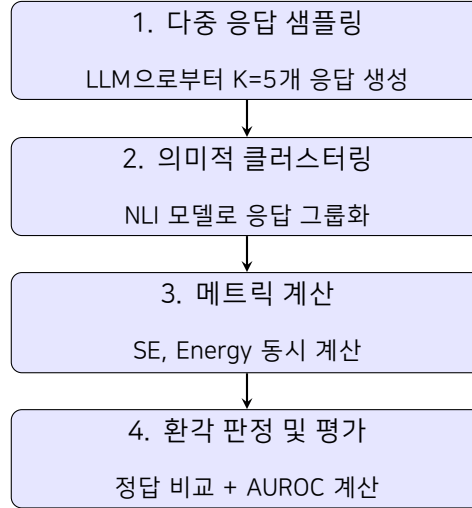 1. 다중 응답 샘플링
LLM으로부터 K=5개 응답 생성
2. 의미적 클러스터링
NLI 모델로 응답 그룹화
3. 메트릭 계산
SE, Energy 동시 계산
4. 환각 판정 및 평가
정답 비교 + AUROC 계산